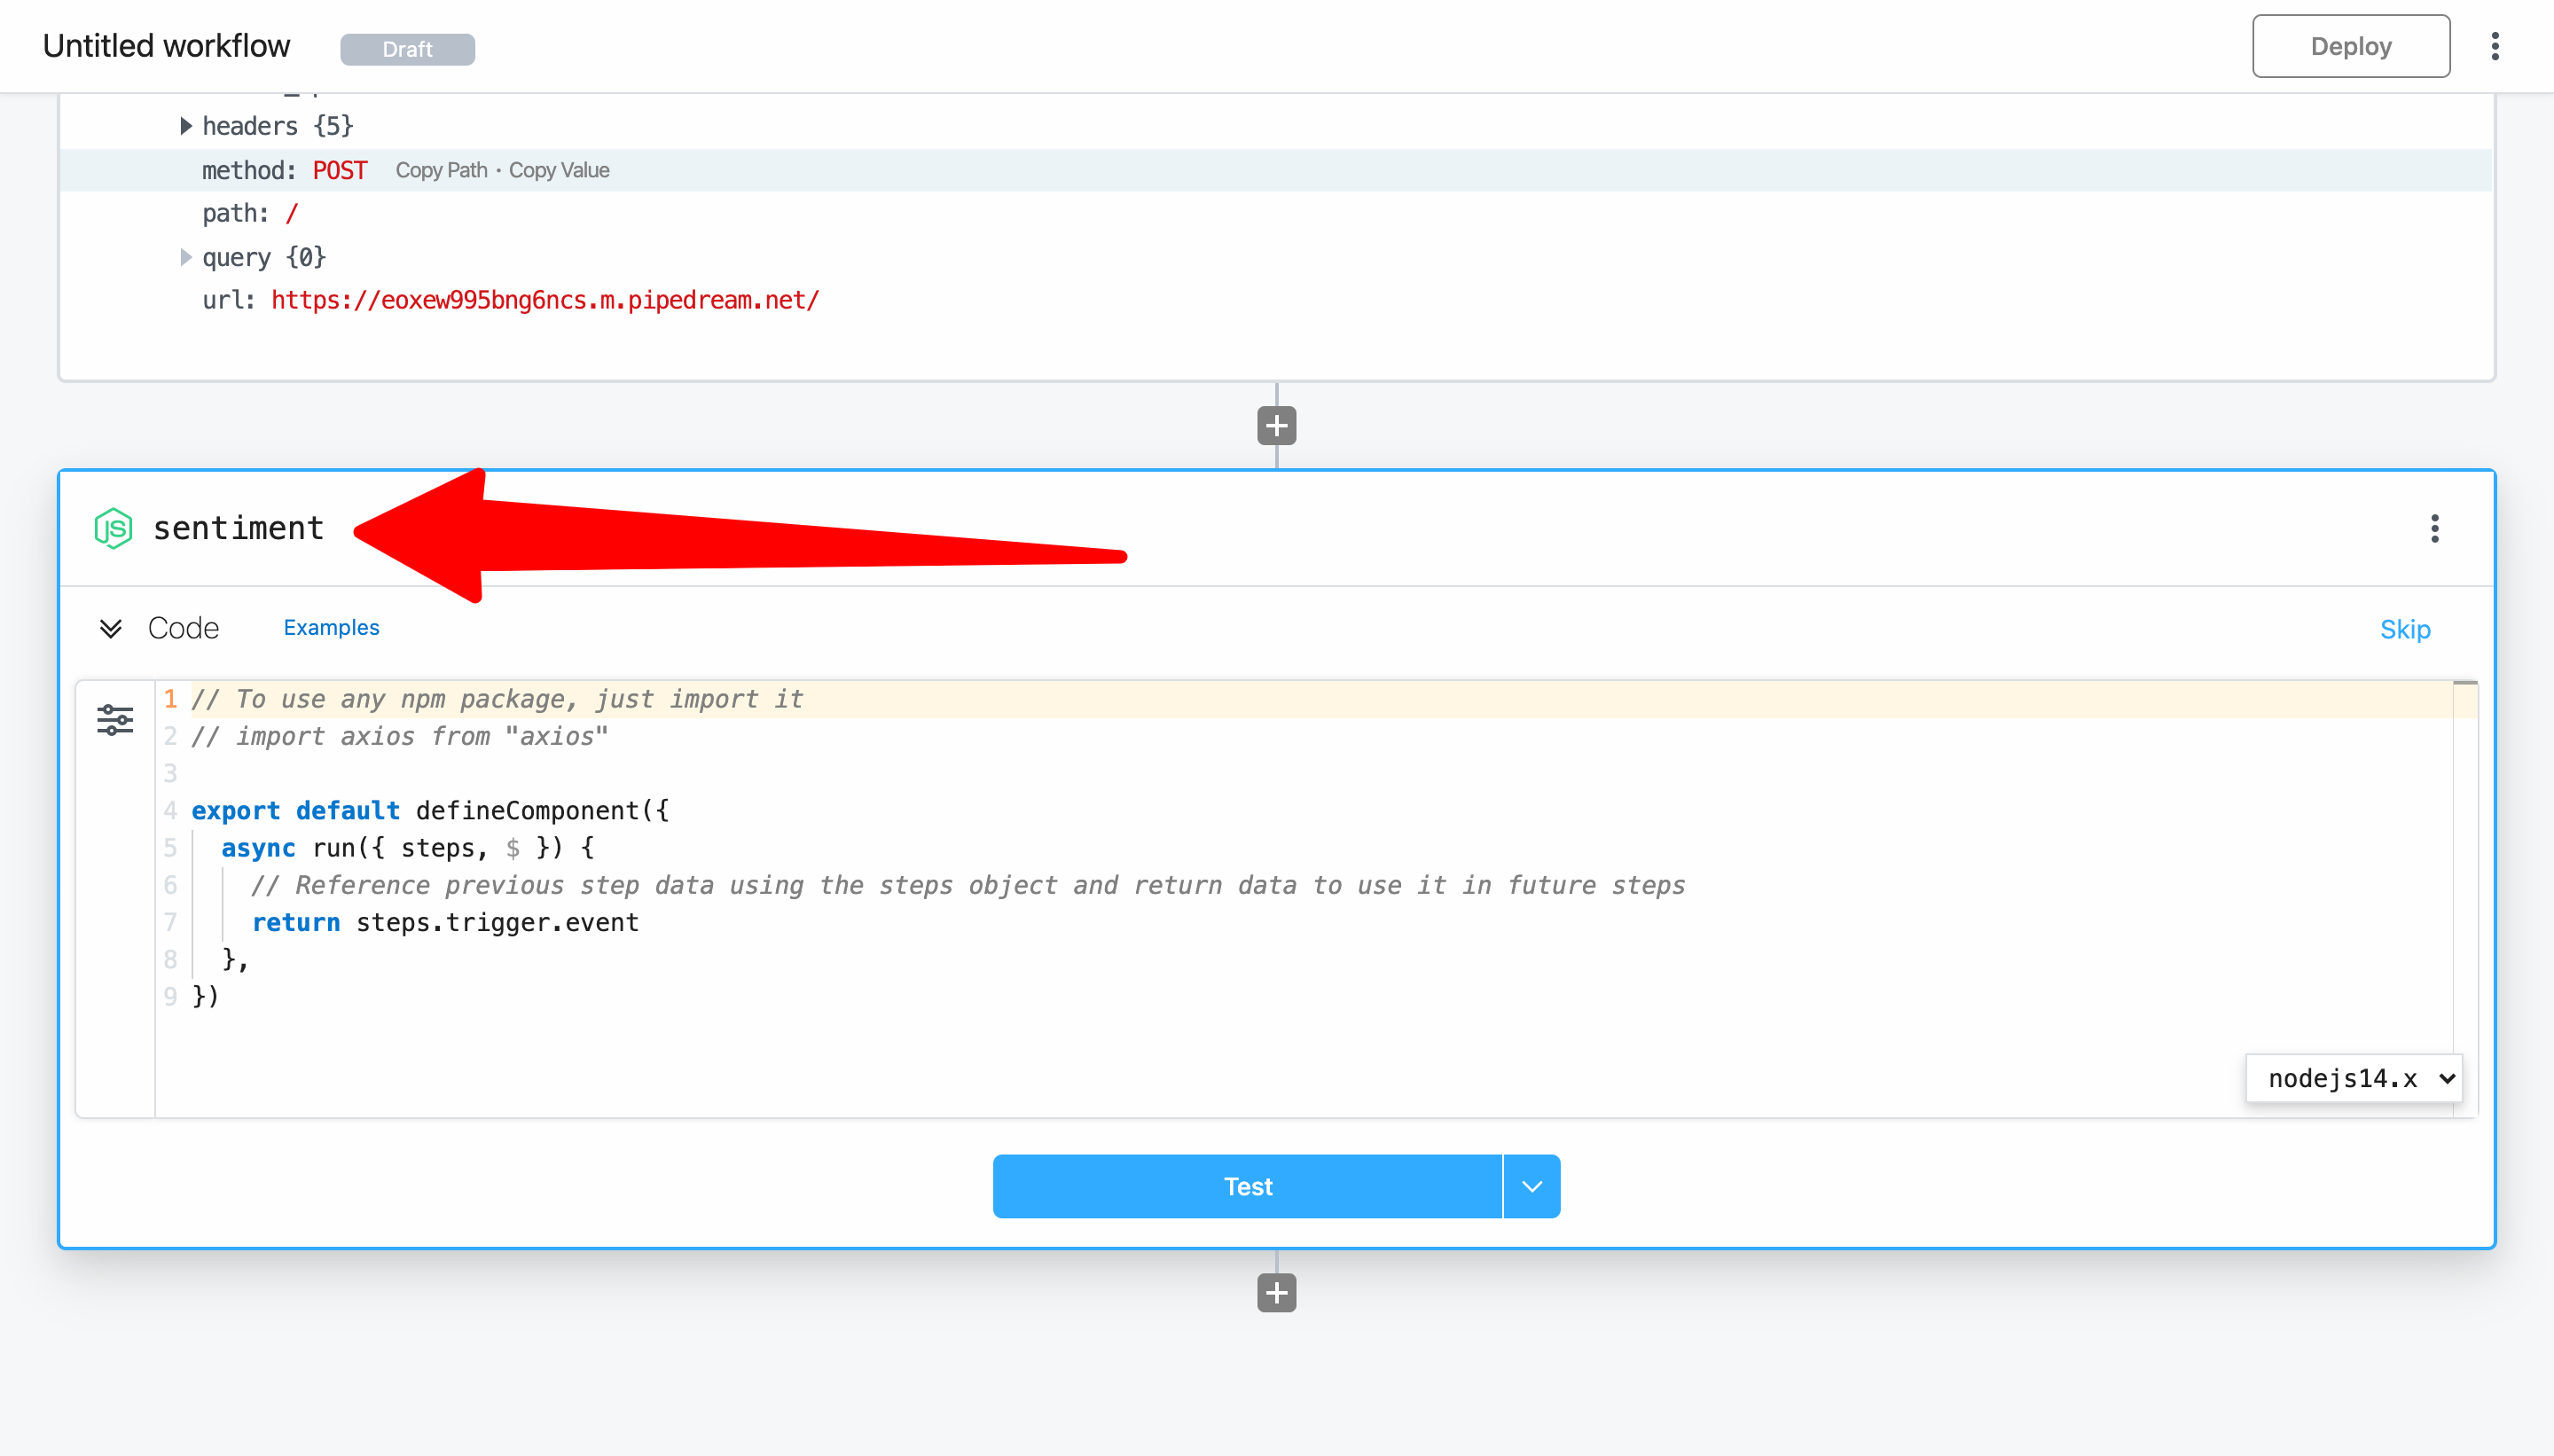 Untitled workflow Draft Deploy
headers {5}
method: POST Copy Path · Copy Value
path: /
query {0}
url: https://eoxew995bng6ncs.m.pipedream.net/
JS sentiment
Code Examples Skip
1 // To use any npm package, just import it
2 // import axios from "axios"
3
4 export default defineComponent({
5 async run({ steps, $ }) {
6 // Reference previous step data using the steps object and return data to use it in future steps
7 return steps.trigger.event
8 },
9 })
nodejs14.x
Test